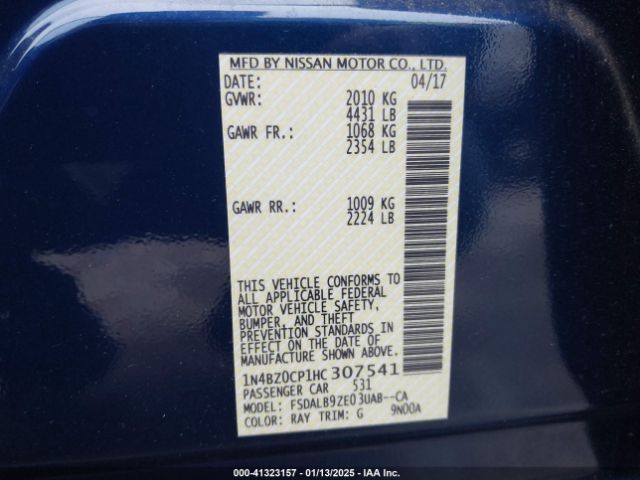 MFD BY NISSAN MOTOR CO., LTD.
DATE: 04/17
GVWR: 2010 KG
4431 LB
GAWR FR.: 1068 KG
2354 LB
GAWR RR.: 1009 KG
2224 LB
THIS VEHICLE CONFORMS TO
ALL APPLICABLE FEDERAL
MOTOR VEHICLE SAFETY,
BUMPER, AND THEFT
PREVENTION STANDARDS IN
EFFECT ON THE DATE OF
MANUFACTURE SHOWN ABOVE.
1N4BZ0CP1HC 307541
PASSENGER CAR 531
MODEL: FSDALB9ZE03UAB--CA
COLOR: RAY TRIM: G 9N00A
000-41323157 - 01/13/2025 - IAA Inc.